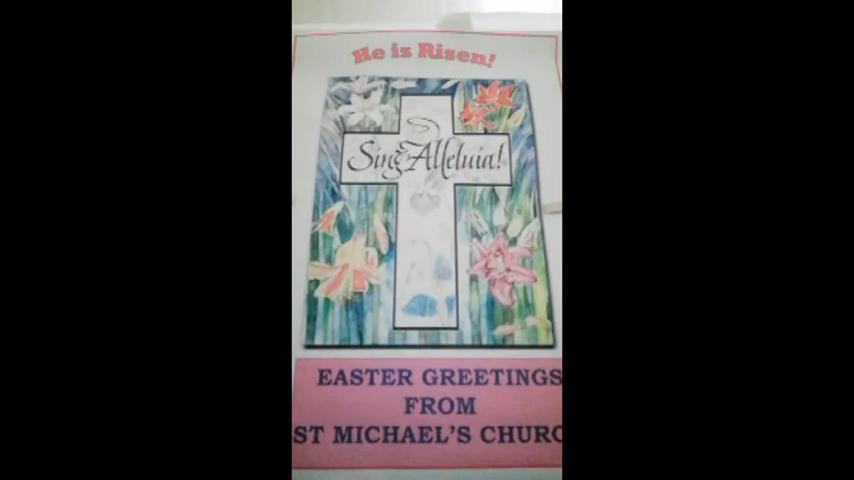 He is Risen!
Sing Alleluia!
EASTER GREETINGS
FROM
ST MICHAEL'S CHURC